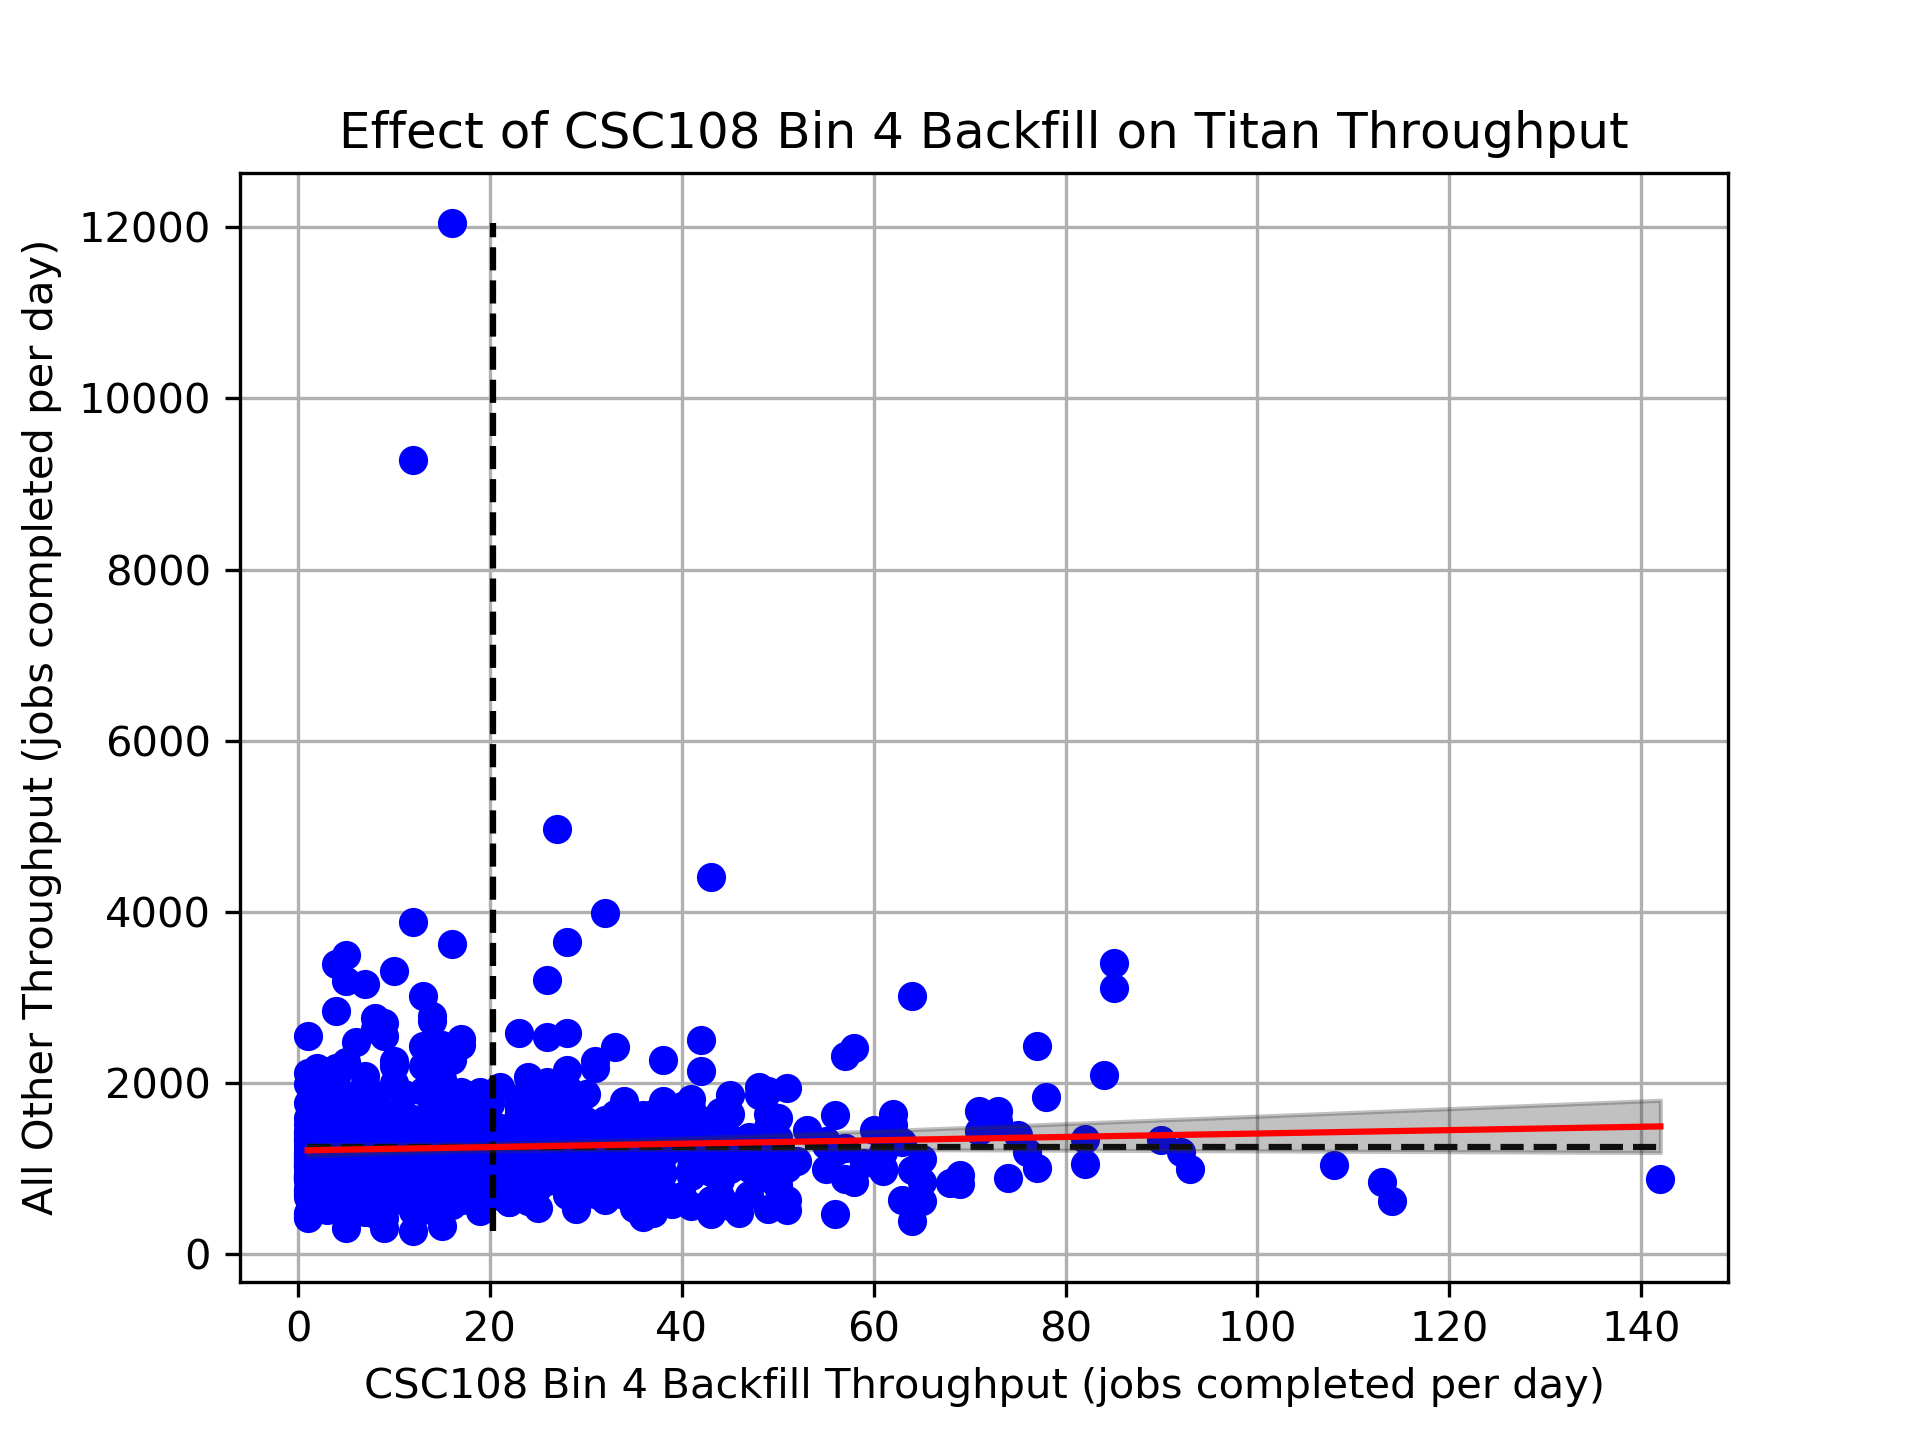 Effect of CSC108 Bin 4 Backfill on Titan Throughput
All Other Throughput (jobs completed per day)
12000
10000
8000
6000
4000
2000
0
0 20 40 60 80 100 120 140
CSC108 Bin 4 Backfill Throughput (jobs completed per day)